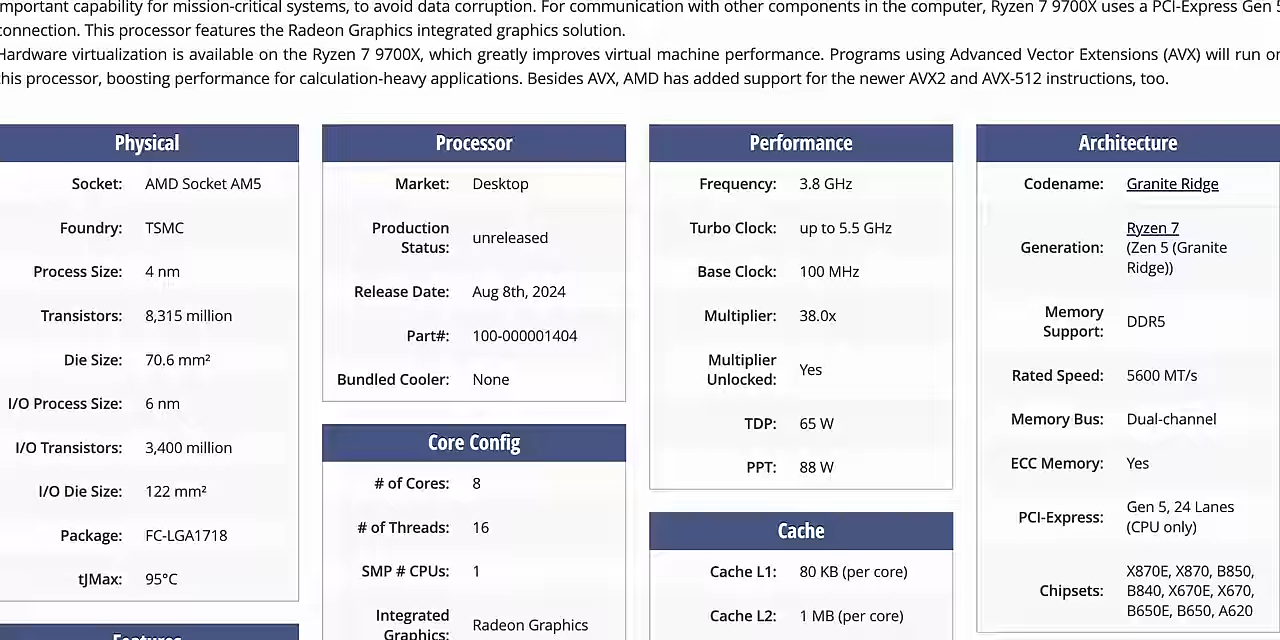 mportant capability for mission-critical systems, to avoid data corruption. For communication with other components in the computer, Ryzen 7 9700X uses a PCI-Express Gen 5
connection. This processor features the Radeon Graphics integrated graphics solution.
Hardware virtualization is available on the Ryzen 7 9700X, which greatly improves virtual machine performance. Programs using Advanced Vector Extensions (AVX) will run on
this processor, boosting performance for calculation-heavy applications. Besides AVX, AMD has added support for the newer AVX2 and AVX-512 instructions, too.
Physical
Socket: AMD Socket AM5
Foundry: TSMC
Process Size: 4 nm
Transistors: 8,315 million
Die Size: 70.6 mm²
I/O Process Size: 6 nm
I/O Transistors: 3,400 million
I/O Die Size: 122 mm²
Package: FC-LGA1718
tJMax: 95°C
Features
Processor
Market: Desktop
Production
Status: unreleased
Release Date: Aug 8th, 2024
Part#: 100-000001404
Bundled Cooler: None
Core Config
# of Cores: 8
# of Threads: 16
SMP # CPUs: 1
Integrated
Graphics: Radeon Graphics
Performance
Frequency: 3.8 GHz
Turbo Clock: up to 5.5 GHz
Base Clock: 100 MHz
Multiplier: 38.0x
Multiplier
Unlocked: Yes
TDP: 65 W
PPT: 88 W
Cache
Cache L1: 80 KB (per core)
Cache L2: 1 MB (per core)
Architecture
Codename: Granite Ridge
Generation: Ryzen 7
(Zen 5 (Granite
Ridge))
Memory
Support: DDR5
Rated Speed: 5600 MT/s
Memory Bus: Dual-channel
ECC Memory: Yes
PCI-Express: Gen 5, 24 Lanes
(CPU only)
Chipsets: X870E, X870, B850,
B840, X670E, X670,
B650E, B650, A620